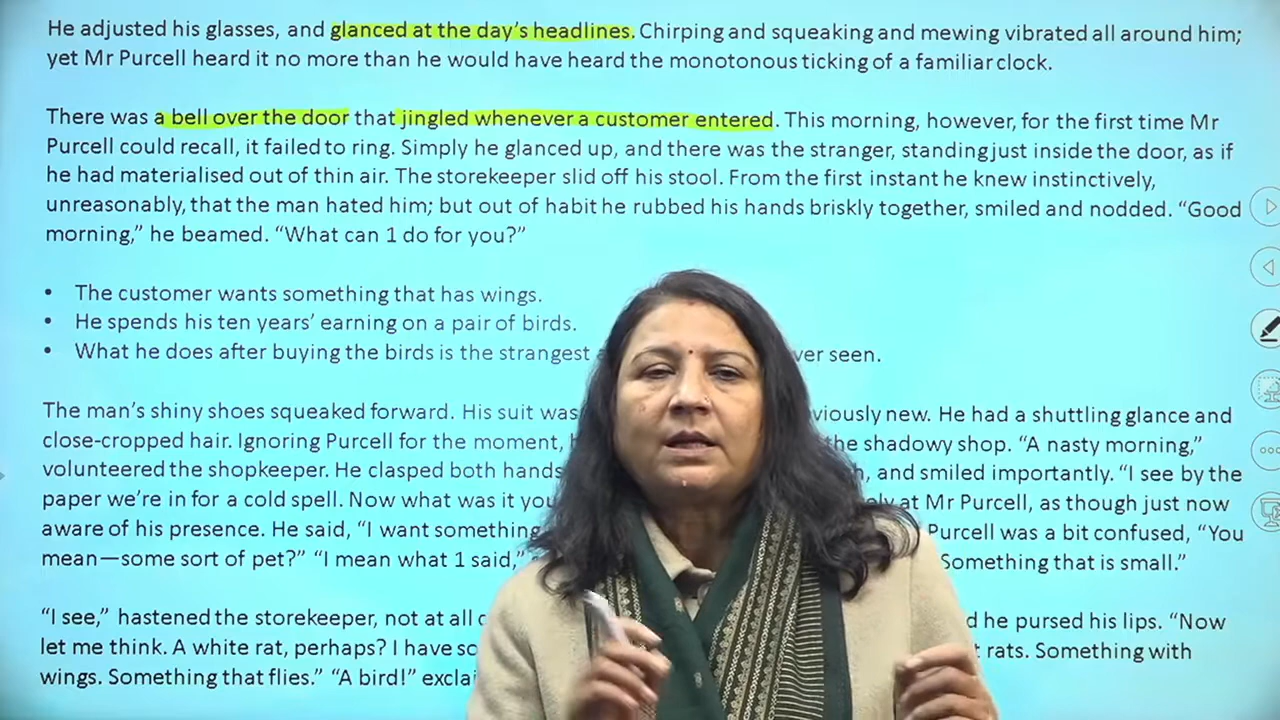 He adjusted his glasses, and glanced at the day's headlines. Chirping and squeaking and mewing vibrated all around him;
yet Mr Purcell heard it no more than he would have heard the monotonous ticking of a familiar clock.
There was a bell over the door that jingled whenever a customer entered. This morning, however, for the first time Mr
Purcell could recall, it failed to ring. Simply he glanced up, and there was the stranger, standing just inside the door, as if
he had materialised out of thin air. The storekeeper slid off his stool. From the first instant he knew instinctively,
unreasonably, that the man hated him; but out of habit he rubbed his hands briskly together, smiled and nodded. “Good
morning,” he beamed. “What can 1 do for you?”
• The customer wants something that has wings.
• He spends his ten years’ earning on a pair of birds.
• What he does after buying the birds is the strangest ver seen.
The man’s shiny shoes squeaked forward. His suit was viously new. He had a shuttling glance and
close-cropped hair. Ignoring Purcell for the moment, the shadowy shop. “A nasty morning,”
volunteered the shopkeeper. He clasped both hands and smiled importantly. “I see by the
paper we’re in for a cold spell. Now what was it you at Mr Purcell, as though just now
aware of his presence. He said, “I want something Purcell was a bit confused, “You
mean—some sort of pet?” “I mean what 1 said,” Something that is small.”
“I see,” hastened the storekeeper, not at all he pursed his lips. “Now
let me think. A white rat, perhaps? I have so rats. Something with
wings. Something that flies.” “A bird!” exclai